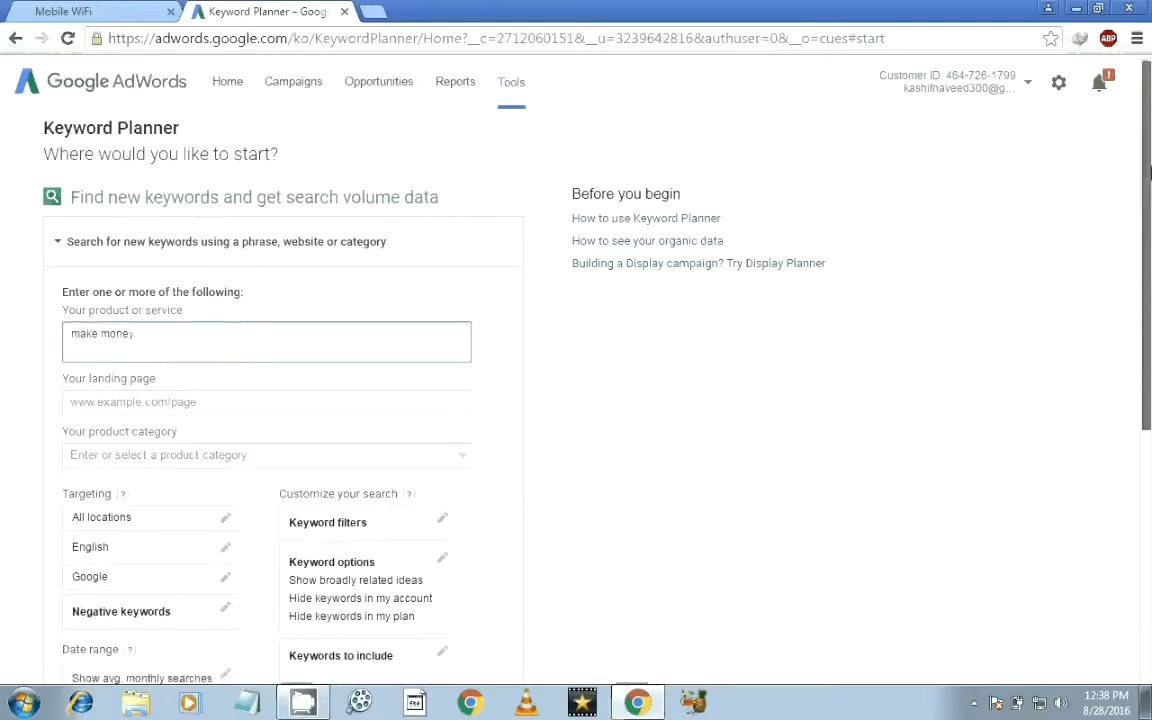 Mobile WiFi
Keyword Planner – Goog
https://adwords.google.com/ko/KeywordPlanner/Home?__c=2712060151&__u=3239642816&authuser=0&__o=cues#start
ABP
Google AdWords
Home
Campaigns
Opportunities
Reports
Tools
Customer ID: 464-726-1799
kashifnaveed300@g...
!
Keyword Planner
Where would you like to start?
Find new keywords and get search volume data
Search for new keywords using a phrase, website or category
Enter one or more of the following:
Your product or service
make money
Your landing page
www.example.com/page
Your product category
Enter or select a product category
Targeting ?
All locations
English
Google
Negative keywords
Date range ?
Show avg. monthly searches
Customize your search ?
Keyword filters
Keyword options
Show broadly related ideas
Hide keywords in my account
Hide keywords in my plan
Keywords to include
Before you begin
How to use Keyword Planner
How to see your organic data
Building a Display campaign? Try Display Planner
12:38 PM
8/28/2016